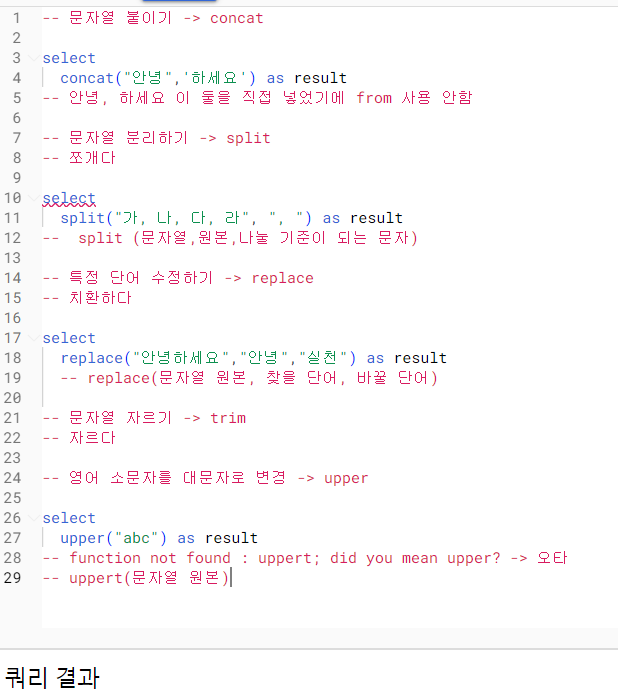 1 -- 문자열 붙이기 -> concat
2
3 select
4 concat("안녕",'하세요') as result
5 -- 안녕, 하세요 이 둘을 직접 넣었기에 from 사용 안함
6
7 -- 문자열 분리하기 -> split
8 -- 쪼개다
9
10 select
11 split("가, 나, 다, 라", ", ") as result
12 --  split (문자열,원본,나눌 기준이 되는 문자)
13
14 -- 특정 단어 수정하기 -> replace
15 -- 치환하다
16
17 select
18 replace("안녕하세요","안녕","실천") as result
19 -- replace(문자열 원본, 찾을 단어, 바꿀 단어)
20
21 -- 문자열 자르기 -> trim
22 -- 자르다
23
24 -- 영어 소문자를 대문자로 변경 -> upper
25
26 select
27 upper("abc") as result
28 -- function not found : uppert; did you mean upper? -> 오타
29 -- uppert(문자열 원본)
쿼리 결과